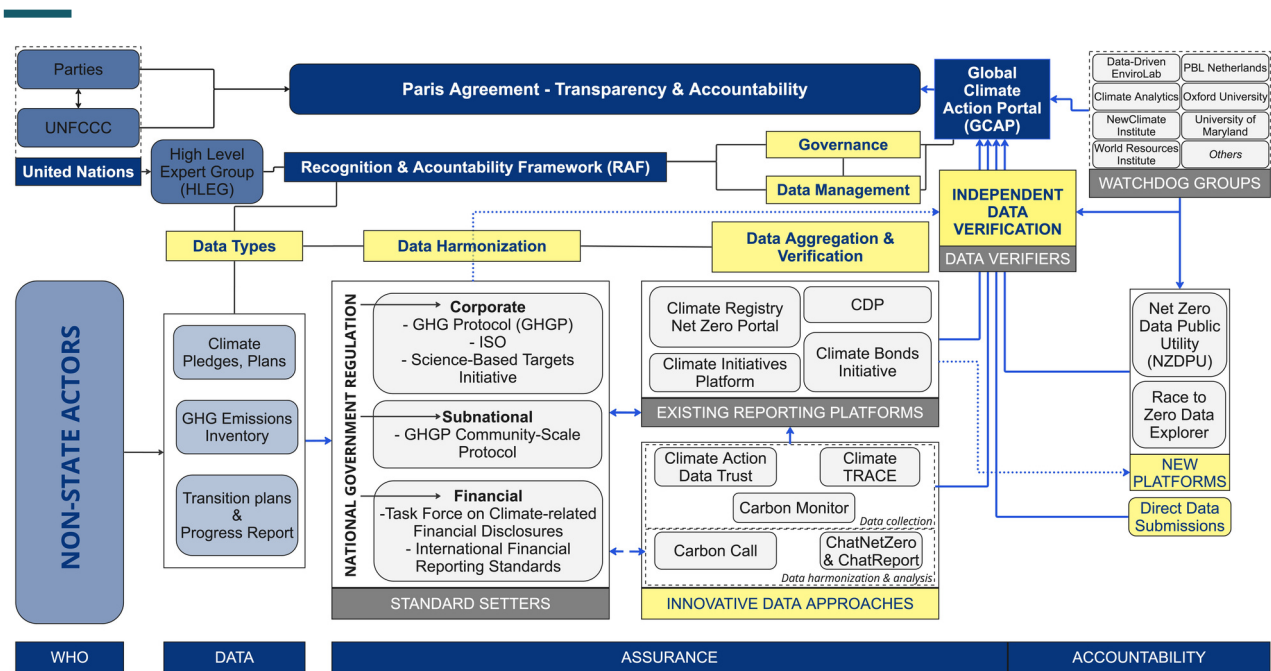 Parties
UNFCCC
United Nations
High Level
Expert Group
(HLEG)
Paris Agreement - Transparency & Accountability
Recognition & Acountability Framework (RAF)
Governance
Data Management
Global
Climate
Action Portal
(GCAP)
Data-Driven
EnviroLab
PBL Netherlands
Climate Analytics
Oxford University
NewClimate
Institute
University of
Maryland
World Resources
Institute
Others
WATCHDOG GROUPS
INDEPENDENT
DATA
VERIFICATION
DATA VERIFIERS
Data Types
Data Harmonization
Data Aggregation &
Verification
NON-STATE ACTORS
Climate
Pledges, Plans
GHG Emissions
Inventory
Transition plans
&
Progress Report
NATIONAL GOVERNMENT REGULATION
Corporate
- GHG Protocol (GHGP)
- ISO
- Science-Based Targets
Initiative
Subnational
- GHGP Community-Scale
Protocol
Financial
-Task Force on Climate-related
Financial Disclosures
- International Financial
Reporting Standards
STANDARD SETTERS
Climate Registry
Net Zero Portal
CDP
Climate Initiatives
Platform
Climate Bonds
Initiative
EXISTING REPORTING PLATFORMS
Climate Action
Data Trust
Climate
TRACE
Carbon Monitor
Data collection
Carbon Call
ChatNetZero
& ChatReport
Data harmonization & analysis
INNOVATIVE DATA APPROACHES
Net Zero
Data Public
Utility
(NZDPU)
Race to
Zero Data
Explorer
NEW
PLATFORMS
Direct Data
Submissions
WHO
DATA
ASSURANCE
ACCOUNTABILITY